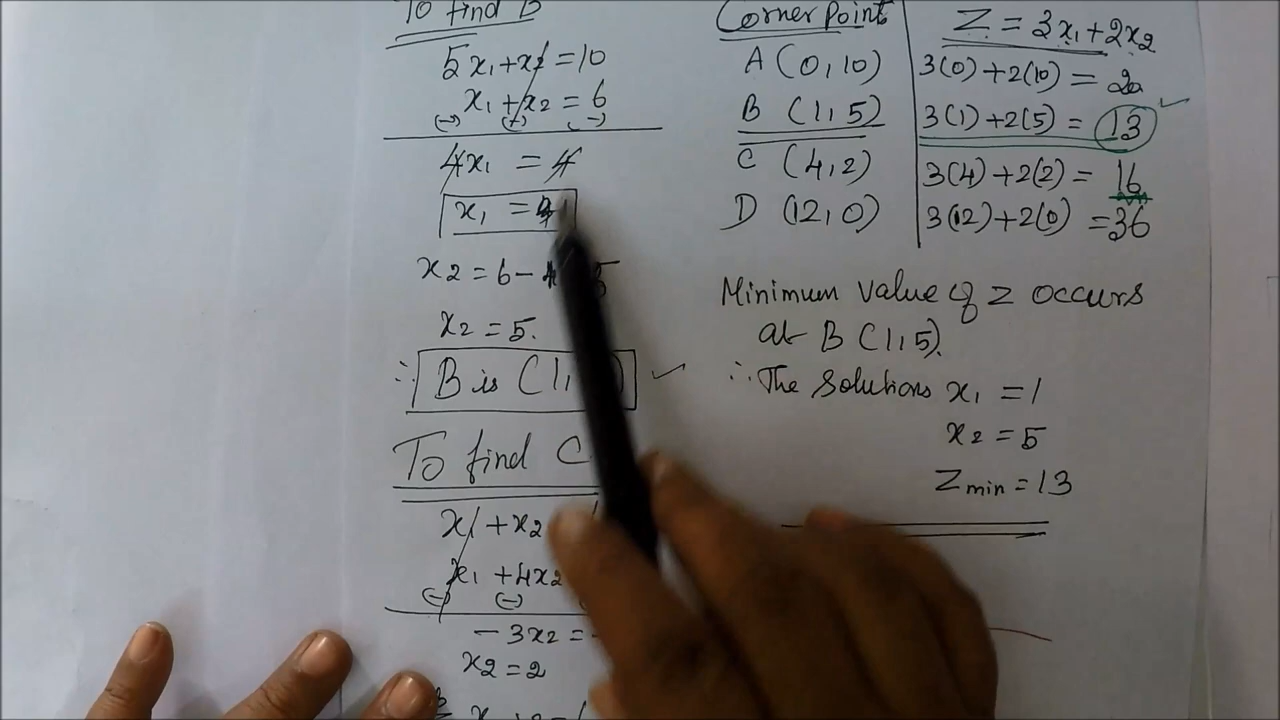 To find B
5x1 + x2 = 10
x1 + x2 = 6
(-) (-) (-)
4x1 = 4
x1 =
x2 = 6 -
x2 = 5.
∴ B is (1,
To find C
x1 + x2
x1 + 4x2
(-) (-)
- 3x2 =
x2 = 2
Corner point
A (0,10)
B (1,5)
C (4,2)
D (12,0)
Z = 3x1 + 2x2
3(0)+2(10) = 20
3(1)+2(5) = 13
3(4)+2(2) = 16
3(12)+2(0) = 36
Minimum value of Z occurs
at B (1,5).
∴ The Solutions x1 = 1
x2 = 5
Zmin = 13